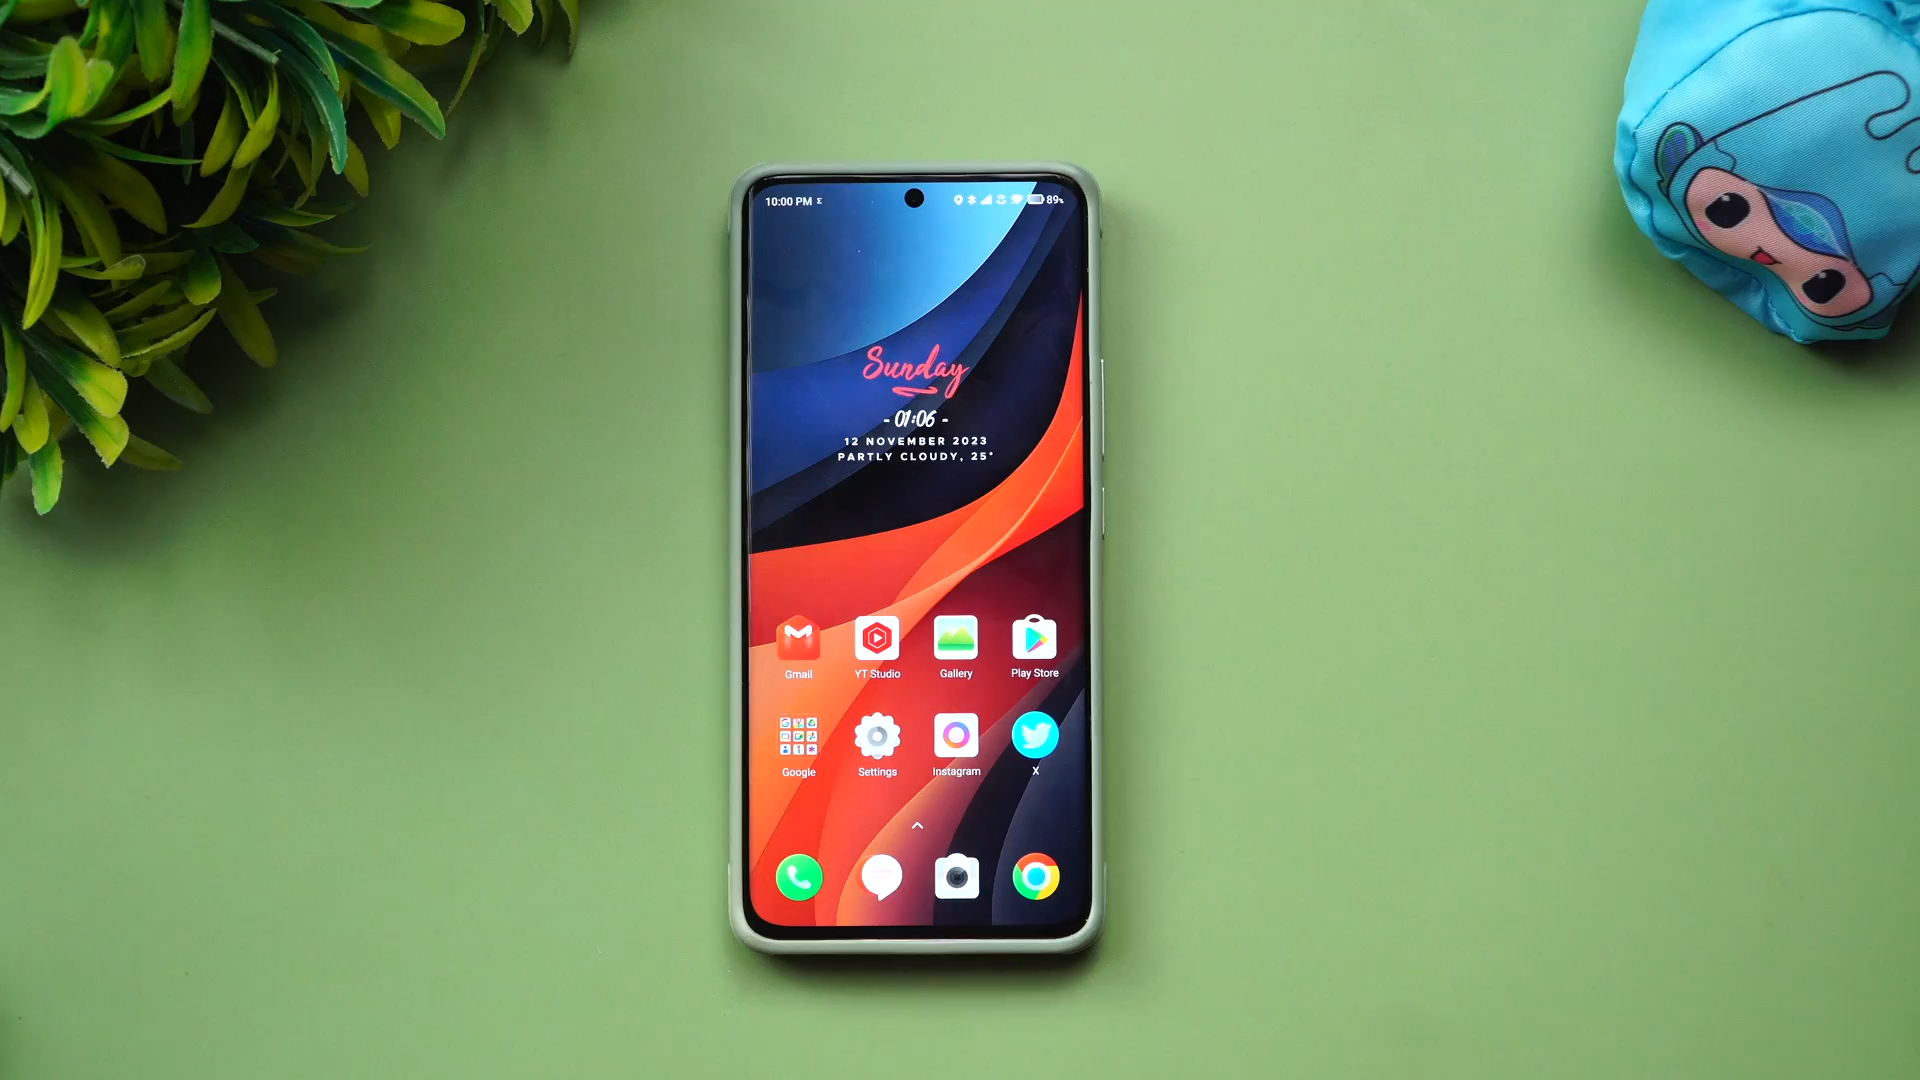 10:00 PM Σ
89%
Sunday
- 01:06 -
12 NOVEMBER 2023
PARTLY CLOUDY, 25°
Gmail YT Studio Gallery Play Store
Google Settings Instagram X